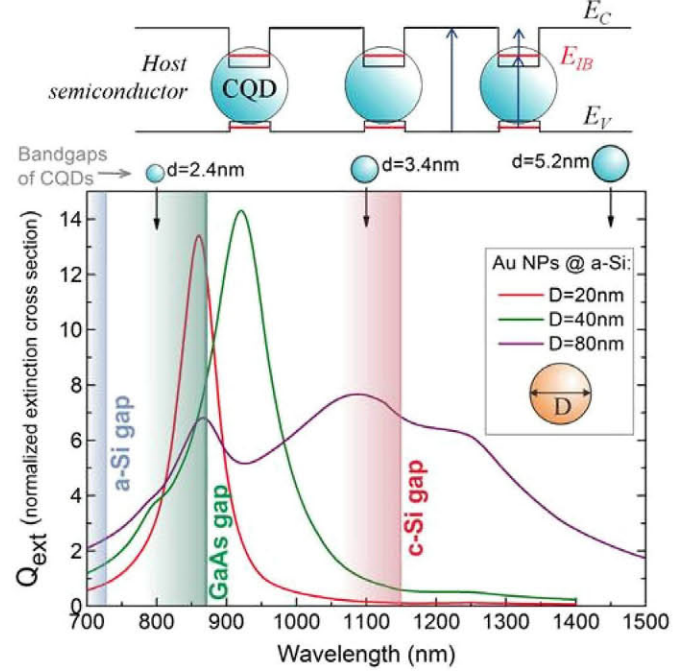 E_C
Host
semiconductor
CQD
E_IB
E_V
Bandgaps
of CQDs
d=2.4nm
d=3.4nm
d=5.2nm
14
12
10
8
6
4
2
0
Q_ext (normalized extinction cross section)
a-Si gap
GaAs gap
c-Si gap
Au NPs @ a-Si:
D=20nm
D=40nm
D=80nm
D
700 800 900 1000 1100 1200 1300 1400 1500
Wavelength (nm)